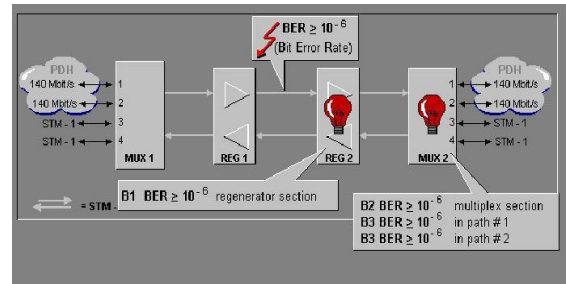 BER ≥ 10⁻⁶
(Bit Error Rate)
PDH
140 Mbit/s
140 Mbit/s
STM - 1
STM - 1
1
2
3
4
MUX 1
REG 1
REG 2
MUX 2
1
2
3
4
PDH
140 Mbit/s
140 Mbit/s
STM - 1
STM - 1
B1 BER ≥ 10⁻⁶ regenerator section
= STM -
B2 BER ≥ 10⁻⁶ multiplex section
B3 BER ≥ 10⁻⁶ in path # 1
B3 BER ≥ 10⁻⁶ in path # 2